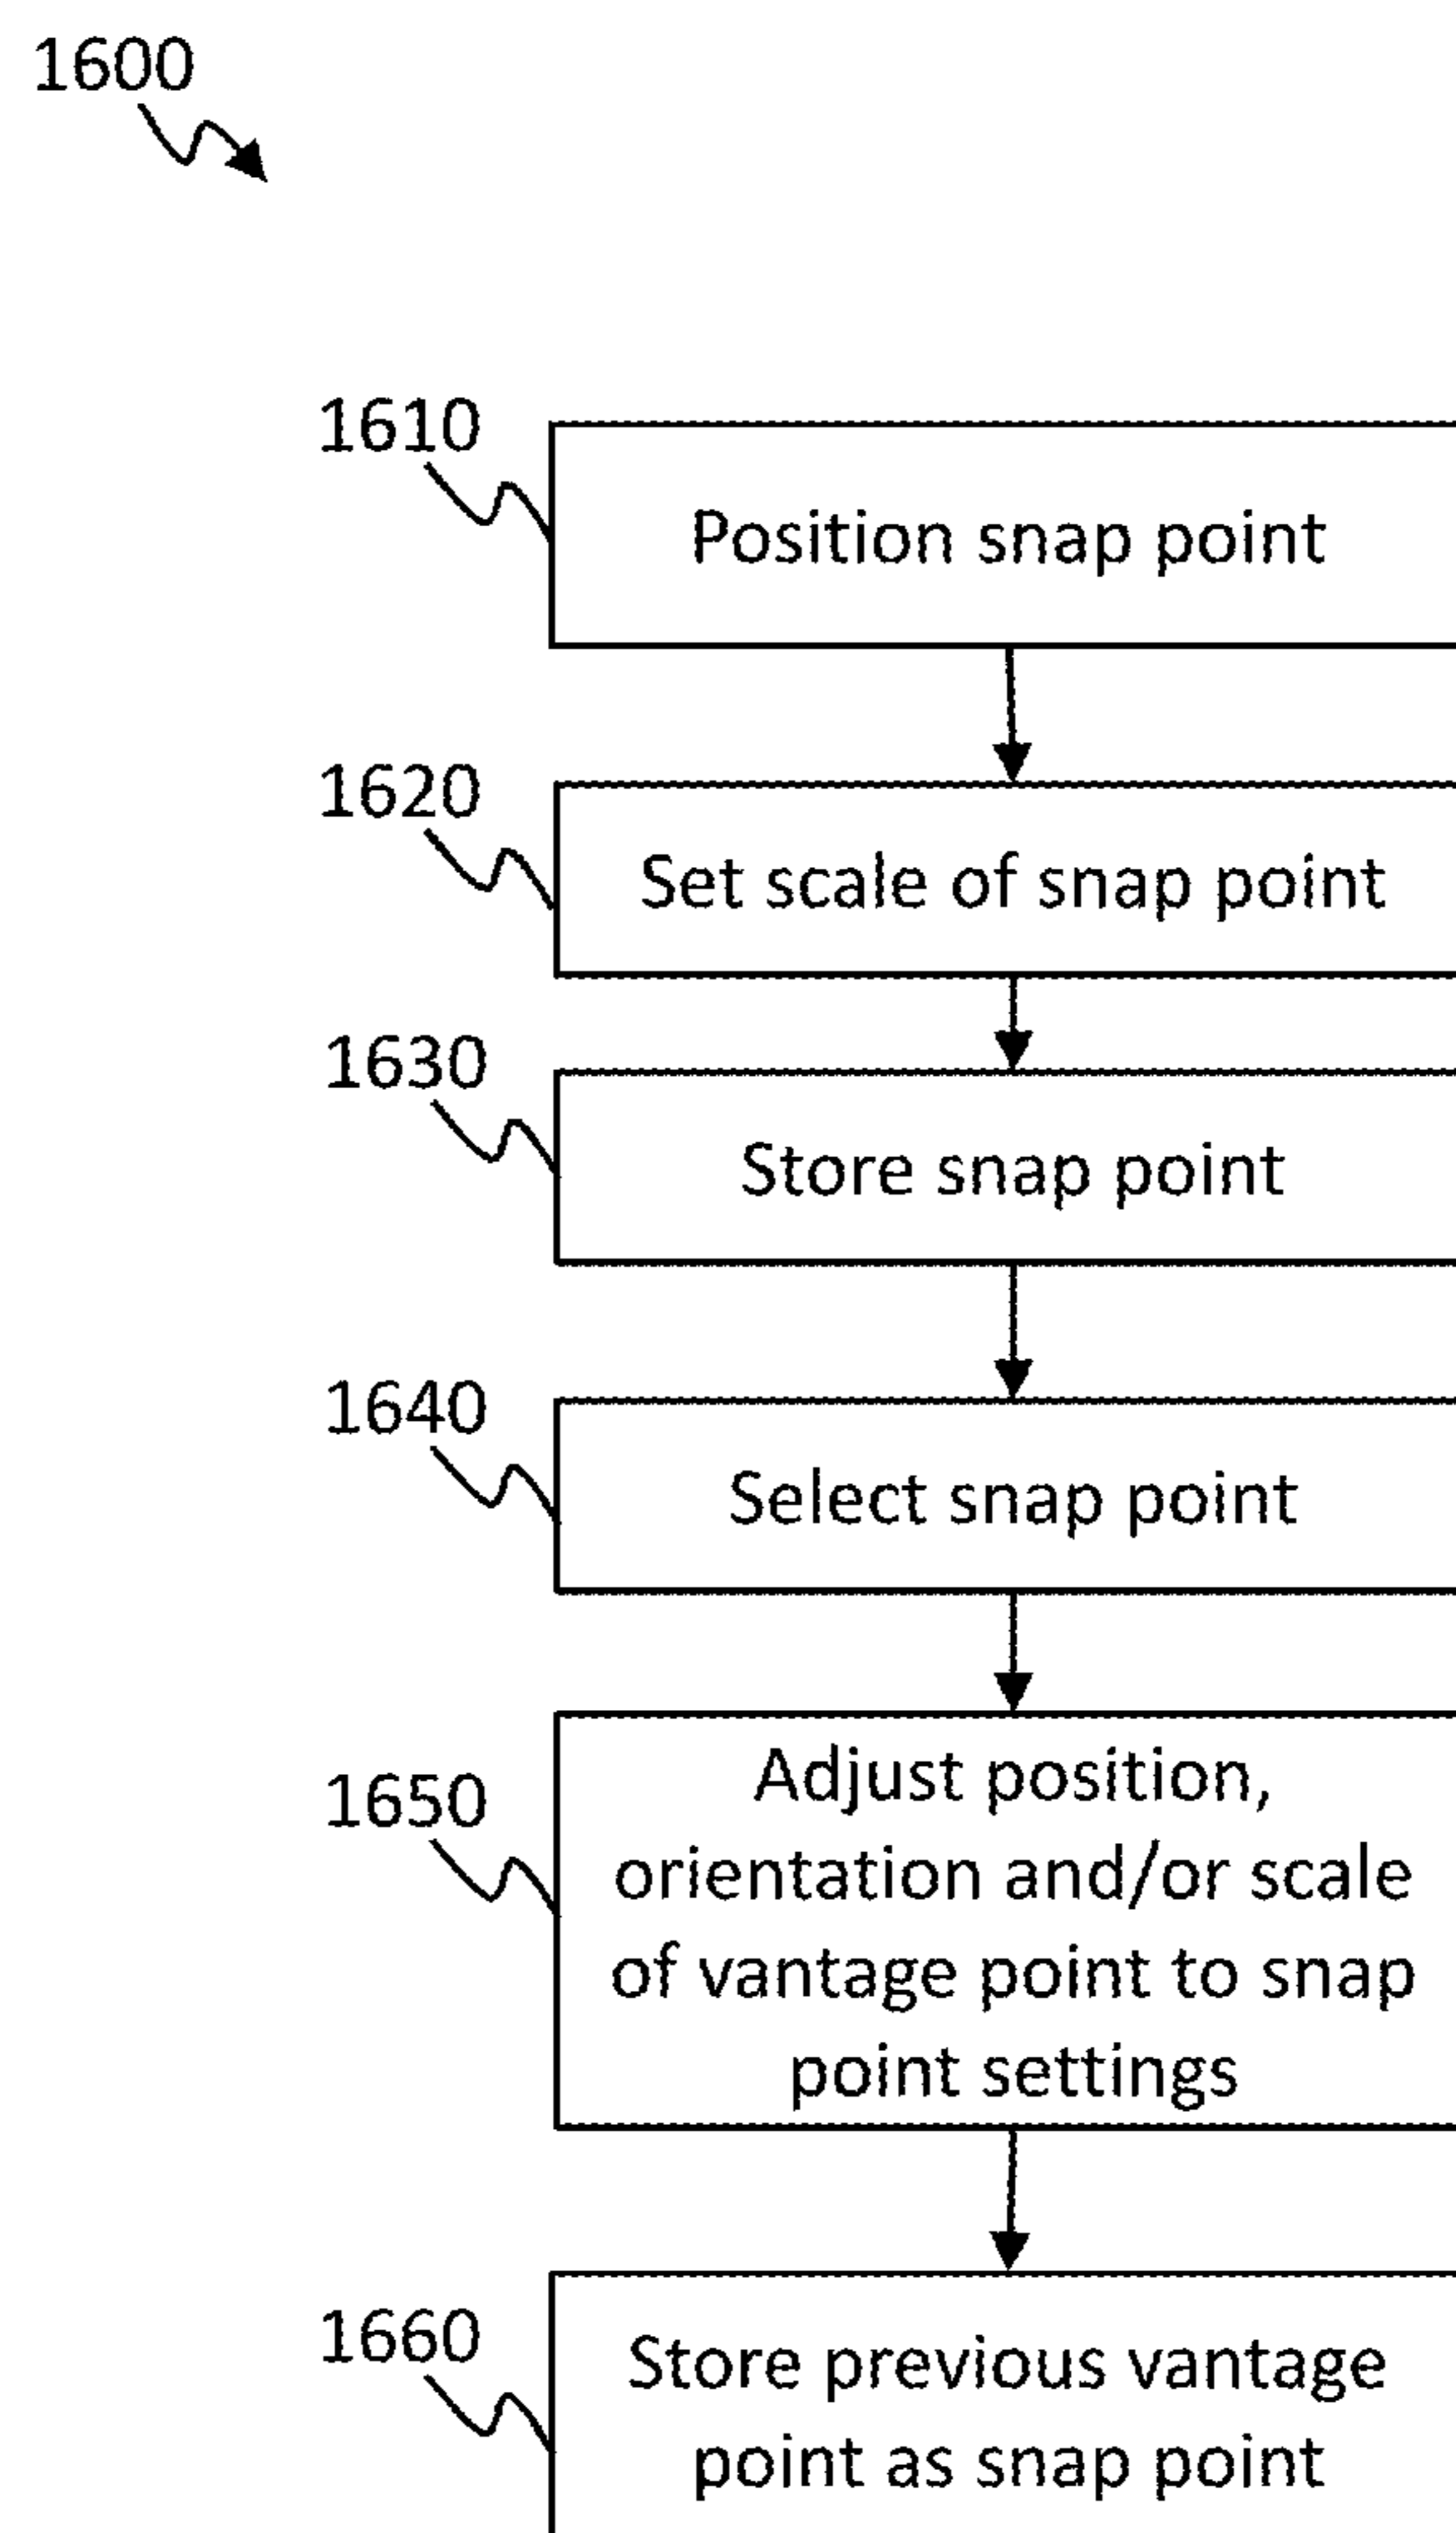 1600
1610
Position snap point
1620
Set scale of snap point
1630
Store snap point
1640
Select snap point
1650
Adjust position,
orientation and/or scale
of vantage point to snap
point settings
1660
Store previous vantage
point as snap point